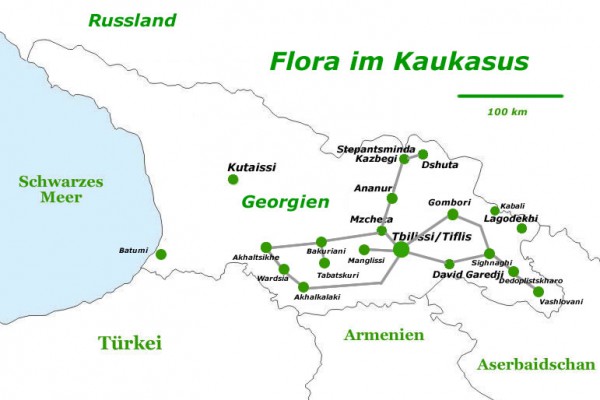 Russland
Flora im Kaukasus
100 km
Stepantsminda
Kazbegi
Dshuta
Kutaissi
Schwarzes
Meer
Ananur
Georgien
Gombori
Kabali
Lagodekhi
Mzcheta
Tbilissi/Tiflis
Batumi
Akhaltsikhe
Bakuriani
Manglissi
Sighnaghi
Wardsia
Tabatskuri
David Garedji
Dedoplistskharo
Akhalkalaki
Vashlovani
Türkei
Armenien
Aserbaidschan